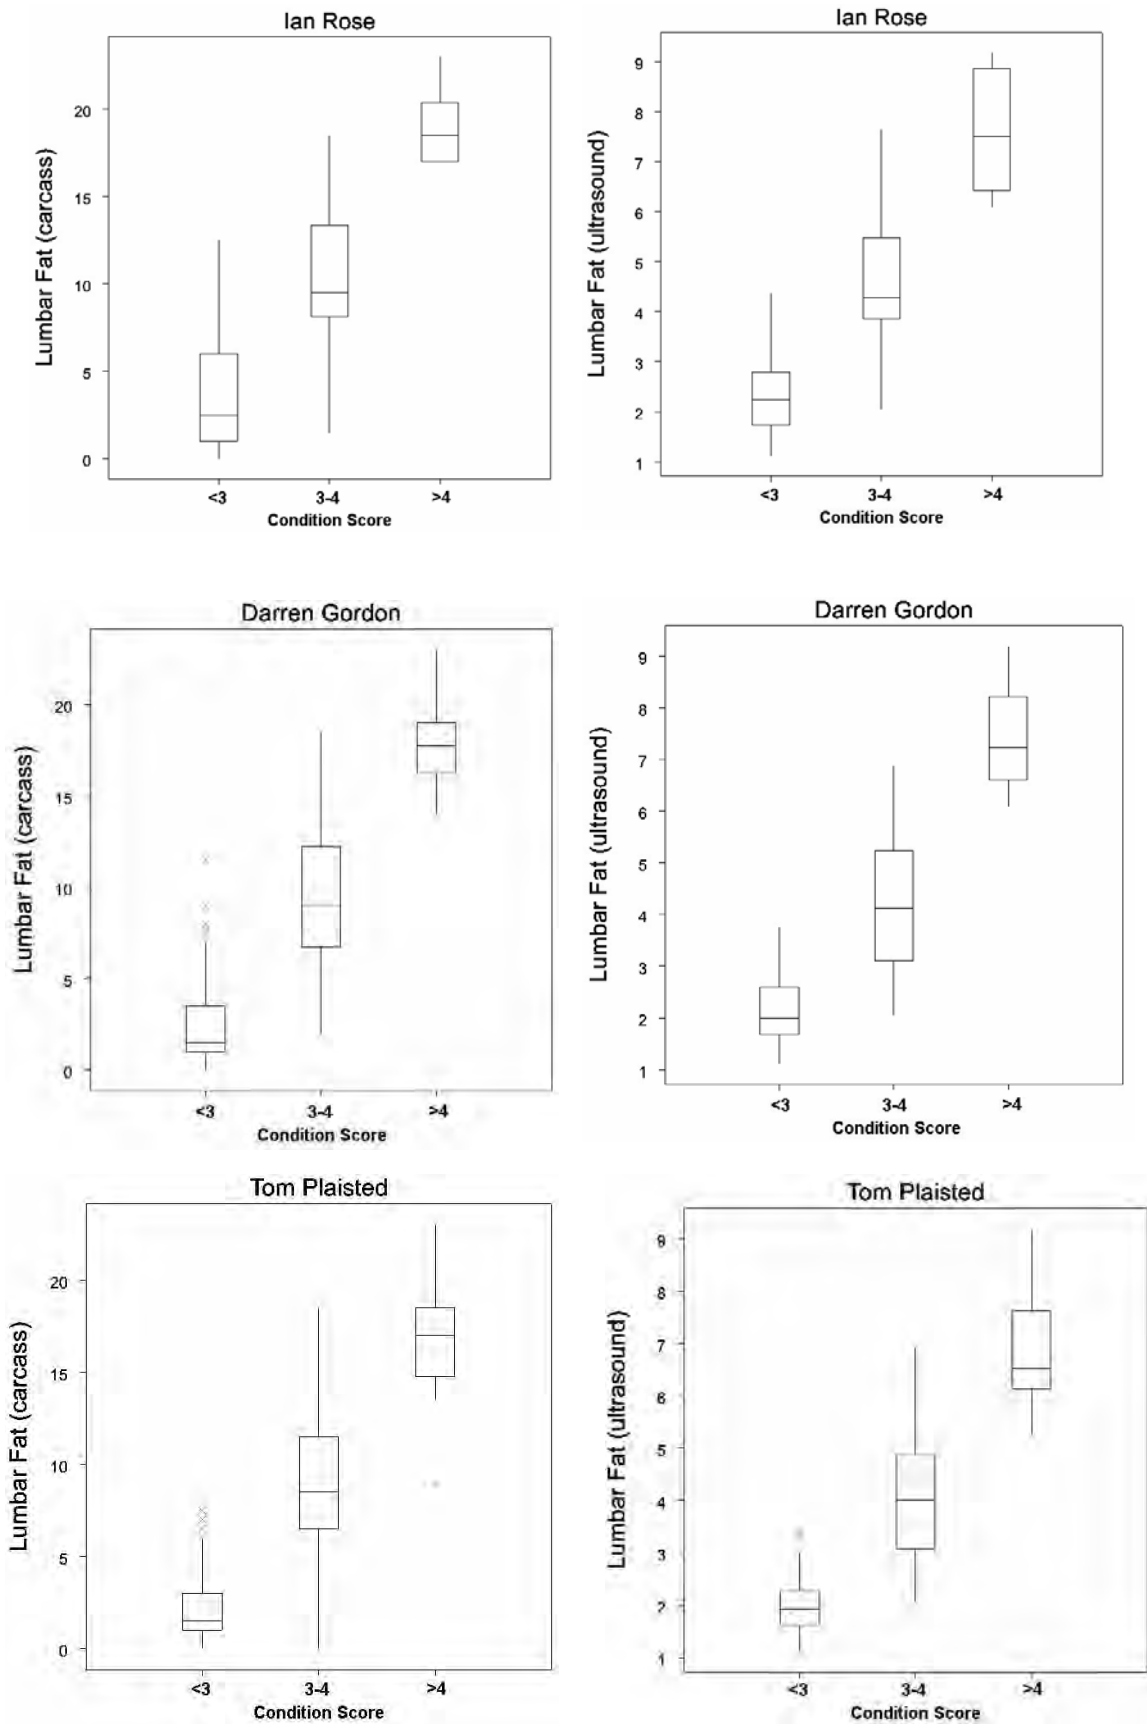 Ian Rose
Lumbar Fat (carcass)
20
15
10
5
0
<3 3-4 >4
Condition Score
Ian Rose
Lumbar Fat (ultrasound)
9
8
7
6
5
4
3
2
1
<3 3-4 >4
Condition Score
Darren Gordon
Lumbar Fat (carcass)
20
15
10
5
0
<3 3-4 >4
Condition Score
Darren Gordon
Lumbar Fat (ultrasound)
9
8
7
6
5
4
3
2
1
<3 3-4 >4
Condition Score
Tom Plaisted
Lumbar Fat (carcass)
20
15
10
5
0
<3 3-4 >4
Condition Score
Tom Plaisted
Lumbar Fat (ultrasound)
9
8
7
6
5
4
3
2
1
<3 3-4 >4
Condition Score